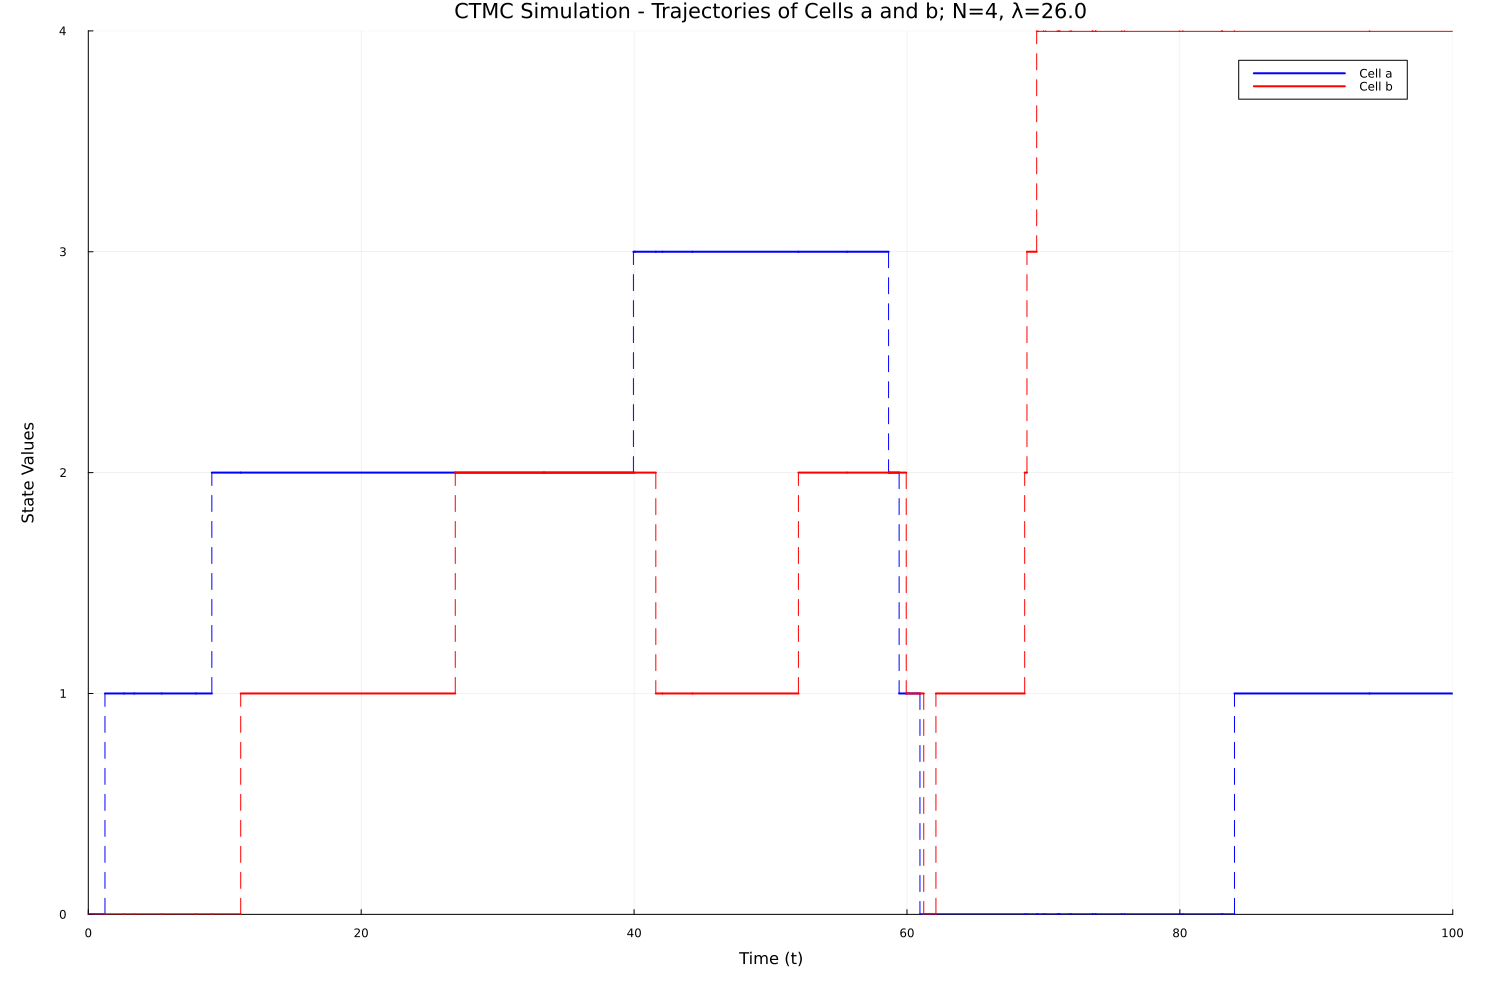 CTMC Simulation - Trajectories of Cells a and b; N=4, λ=26.0
4
Cell a
Cell b
3
State Values
2
1
0
0 20 40 60 80 100
Time (t)